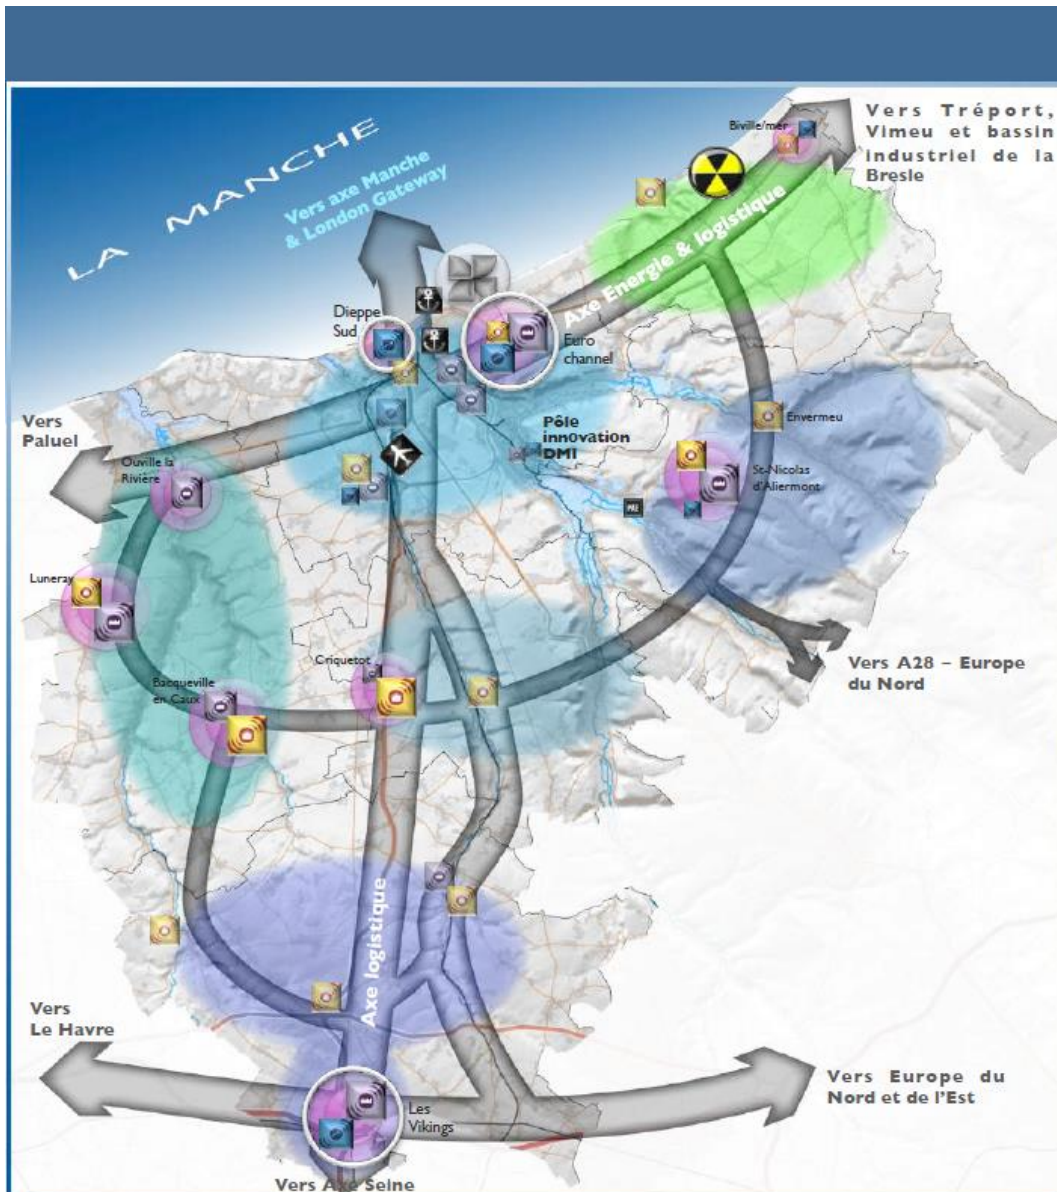 LA MANCHE
Vers axe Manche
& London Gateway
Biville/mer
Vers Tréport,
Vimeu et bassin
industriel de la
Bresle
Axe Energie & logistique
Dieppe
Sud
Euro
channel
Vers
Paluel
Ouville la
Rivière
Pôle
innovation
DMI
Envermeu
St-Nicolas
d'Aliermont
PAE
Luneray
Criquetot
Bacqueville
en Caux
Vers A28 – Europe
du Nord
Axe logistique
Vers
Le Havre
Les
Vikings
Vers Europe du
Nord et de l'Est
Vers Axe Seine